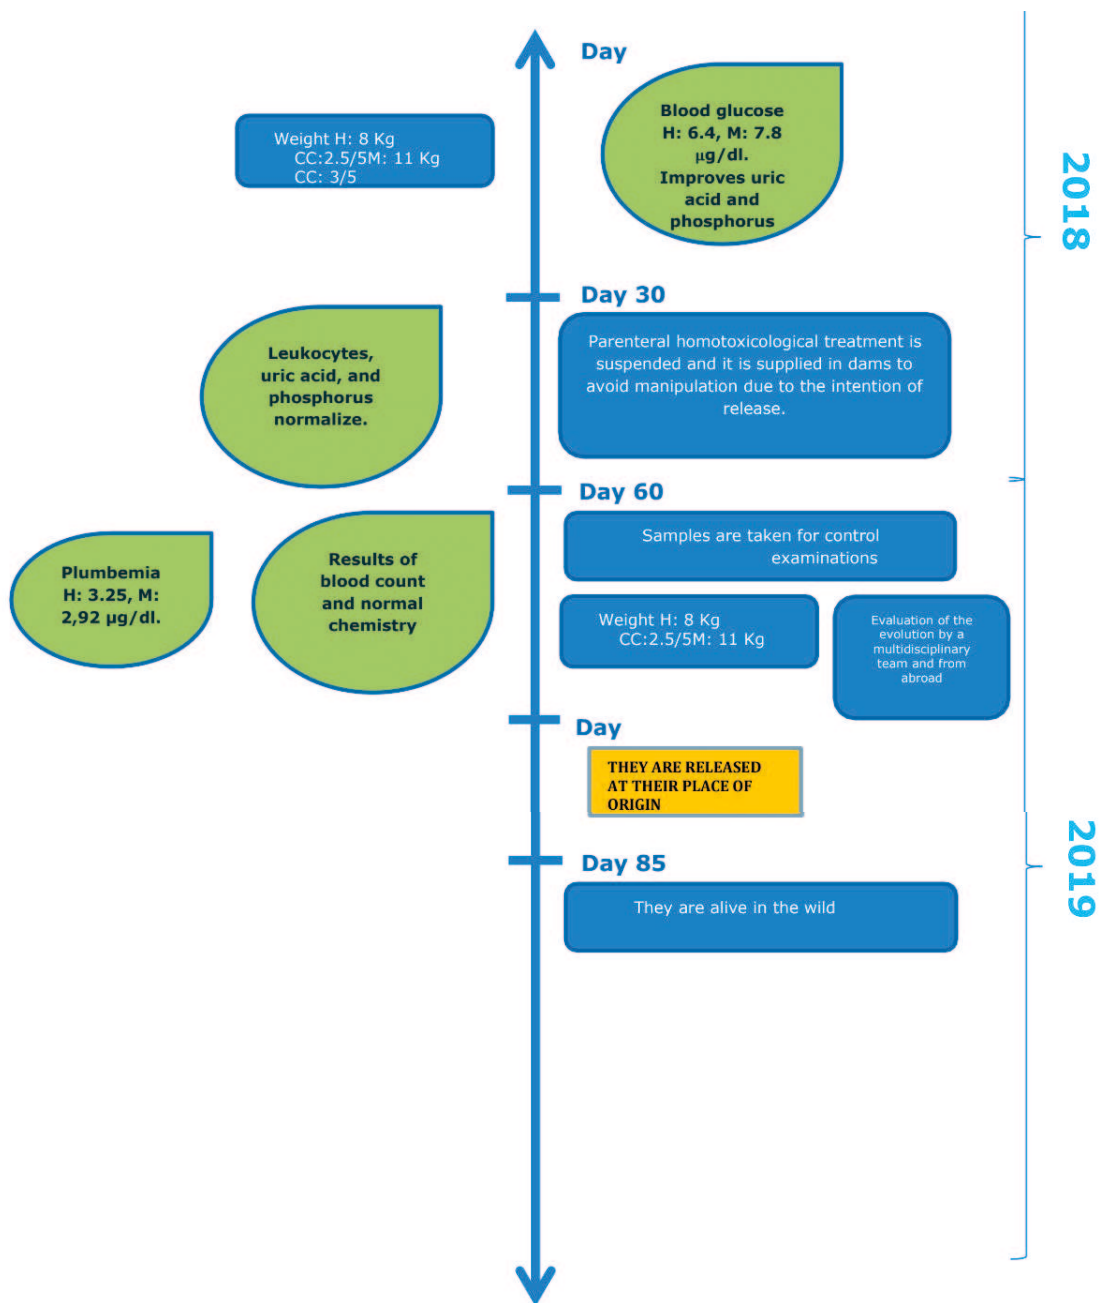 Day
Weight H: 8 Kg
CC:2.5/5M: 11 Kg
CC: 3/5
Blood glucose
H: 6.4, M: 7.8
µg/dl.
Improves uric
acid and
phosphorus
2018
Day 30
Leukocytes,
uric acid, and
phosphorus
normalize.
Parenteral homotoxicological treatment is
suspended and it is supplied in dams to
avoid manipulation due to the intention of
release.
Day 60
Plumbemia
H: 3.25, M:
2,92 µg/dl.
Results of
blood count
and normal
chemistry
Samples are taken for control
examinations
Weight H: 8 Kg
CC:2.5/5M: 11 Kg
Evaluation of the
evolution by a
multidisciplinary
team and from
abroad
Day
THEY ARE RELEASED
AT THEIR PLACE OF
ORIGIN
2019
Day 85
They are alive in the wild